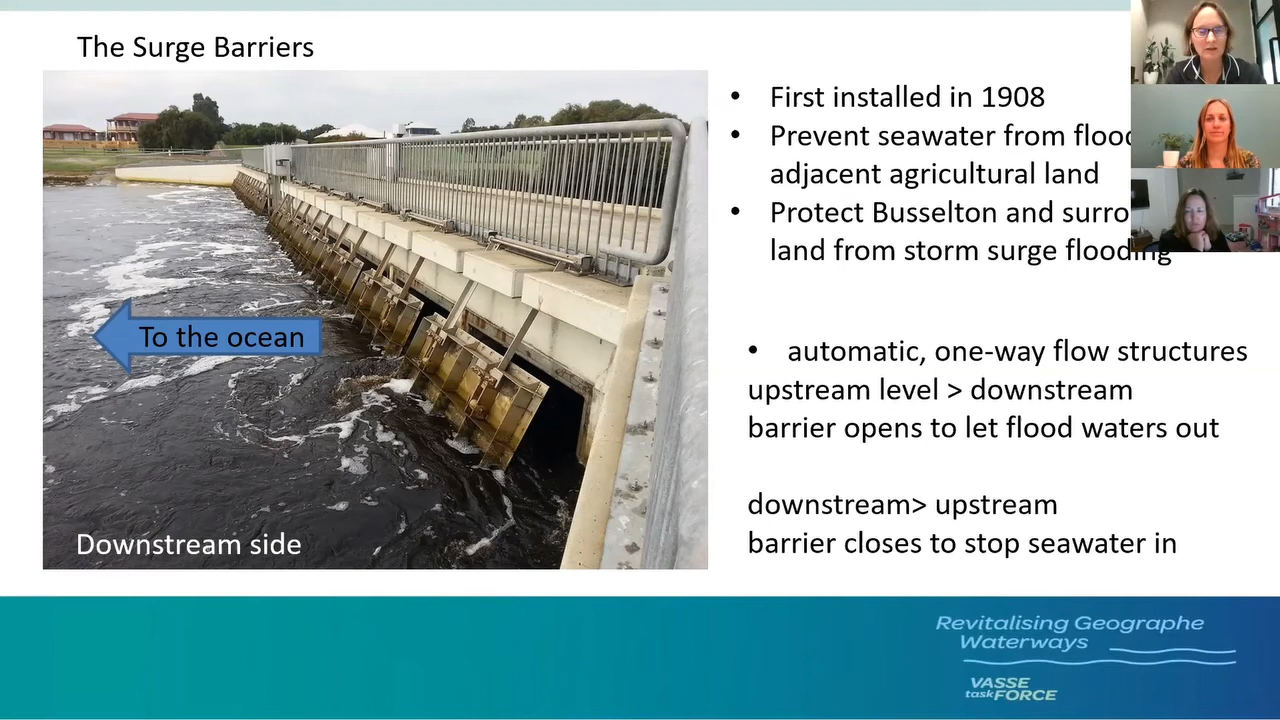 The Surge Barriers
• First installed in 1908
• Prevent seawater from
adjacent agricultural land
• Protect Busselton and
land from storm surge flooding
To the ocean
Downstream side
• automatic, one-way flow structures
upstream level > downstream
barrier opens to let flood waters out
downstream> upstream
barrier closes to stop seawater in
Revitalising Geographe
Waterways
VASSE
taskFORCE